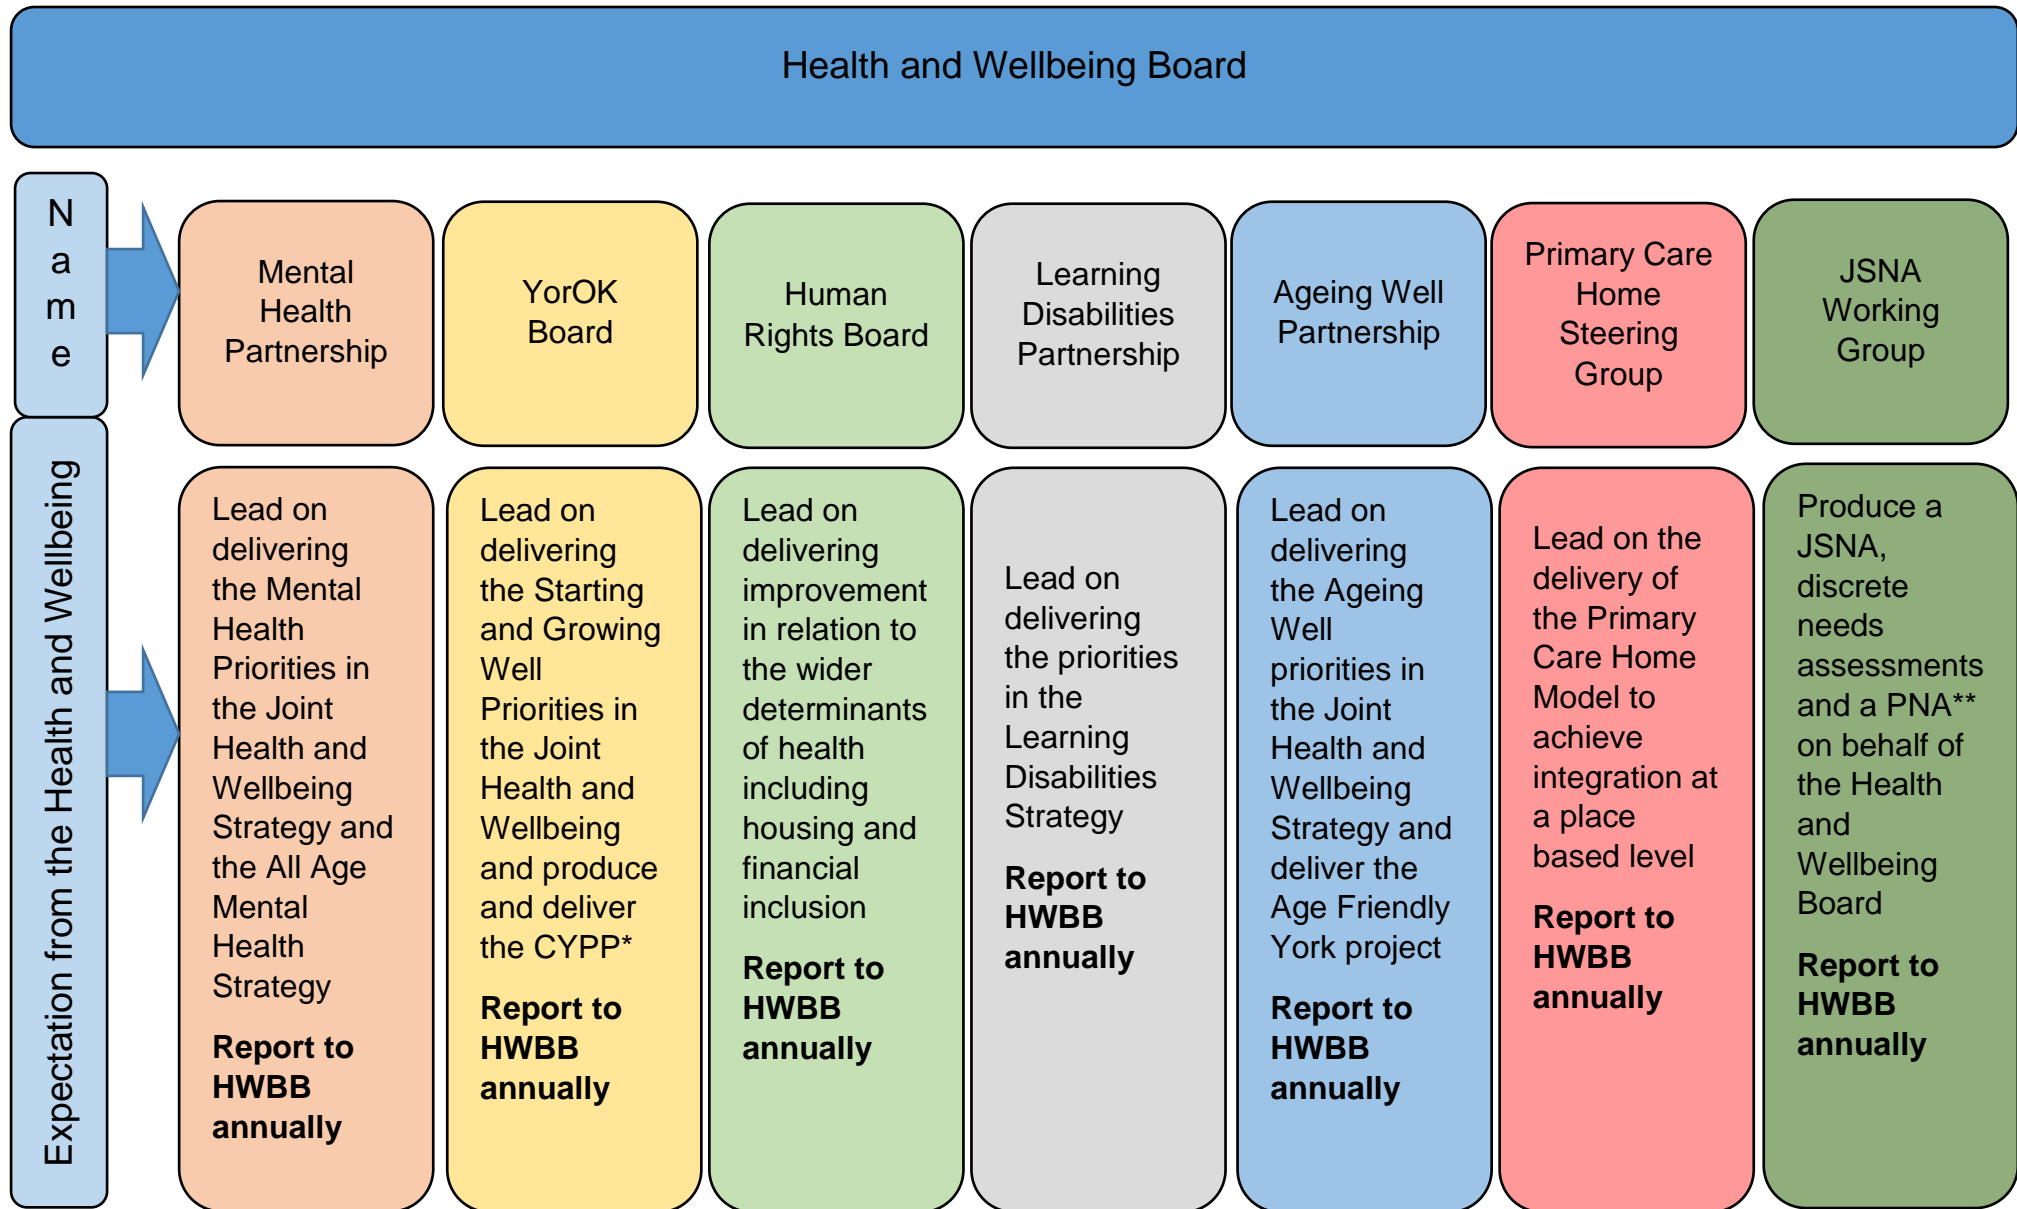 Health and Wellbeing Board
N
a
m
e
Mental
Health
Partnership
YorOK
Board
Human
Rights Board
Learning
Disabilities
Partnership
Ageing Well
Partnership
Primary Care
Home
Steering
Group
JSNA
Working
Group
Expectation from the Health and Wellbeing
Lead on
delivering
the Mental
Health
Priorities in
the Joint
Health and
Wellbeing
Strategy and
the All Age
Mental
Health
Strategy
Report to
HWBB
annually
Lead on
delivering
the Starting
and Growing
Well
Priorities in
the Joint
Health and
Wellbeing
and produce
and deliver
the CYPP*
Report to
HWBB
annually
Lead on
delivering
improvement
in relation to
the wider
determinants
of health
including
housing and
financial
inclusion
Report to
HWBB
annually
Lead on
delivering
the priorities
in the
Learning
Disabilities
Strategy
Report to
HWBB
annually
Lead on
delivering
the Ageing
Well
priorities in
the Joint
Health and
Wellbeing
Strategy and
deliver the
Age Friendly
York project
Report to
HWBB
annually
Lead on the
delivery of
the Primary
Care Home
Model to
achieve
integration at
a place
based level
Report to
HWBB
annually
Produce a
JSNA,
discrete
needs
assessments
and a PNA**
on behalf of
the Health
and
Wellbeing
Board
Report to
HWBB
annually